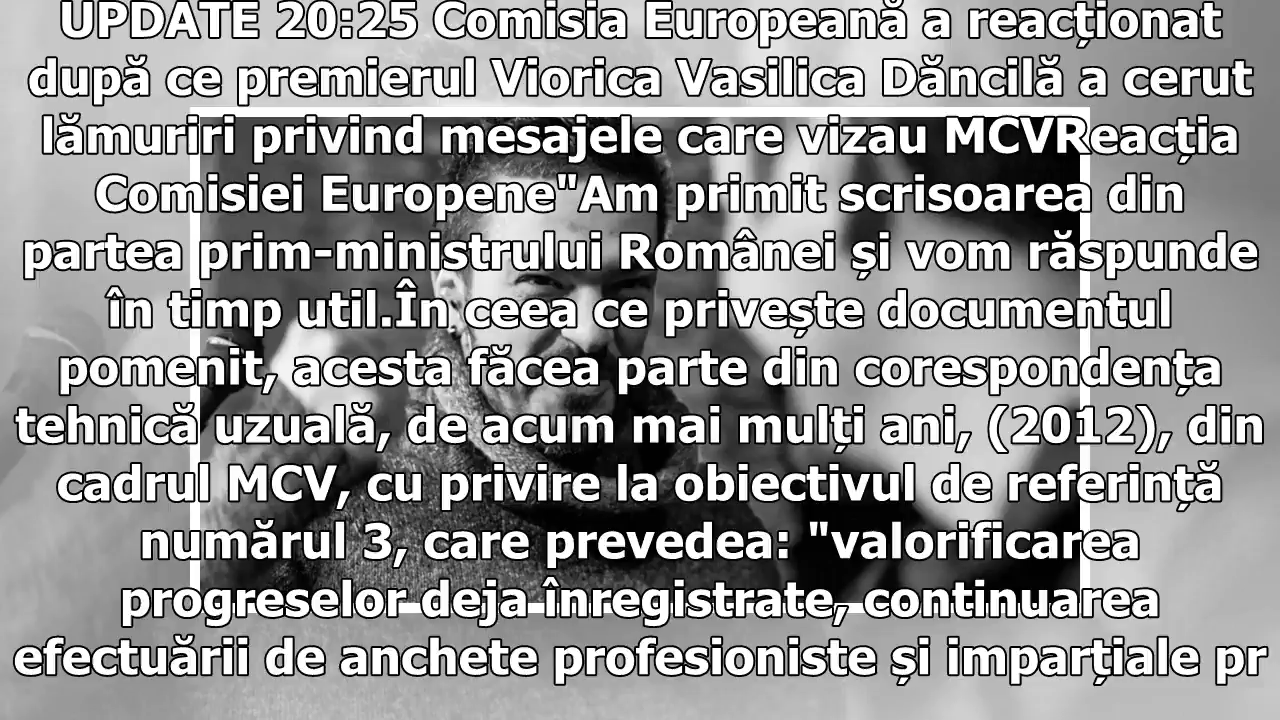 UPDATE 20:25 Comisia Europeană a reacționat
după ce premierul Viorica Vasilica Dăncilă a cerut
lămuriri privind mesajele care vizau MCVReacția
Comisiei Europene"Am primit scrisoarea din
partea prim-ministrului Românei și vom răspunde
în timp util.În ceea ce privește documentul
pomenit, acesta făcea parte din corespondența
tehnică uzuală, de acum mai mulți ani, (2012), din
cadrul MCV, cu privire la obiectivul de referință
numărul 3, care prevedea: "valorificarea
progreselor deja înregistrate, continuarea
efectuării de anchete profesioniste și imparțiale pr